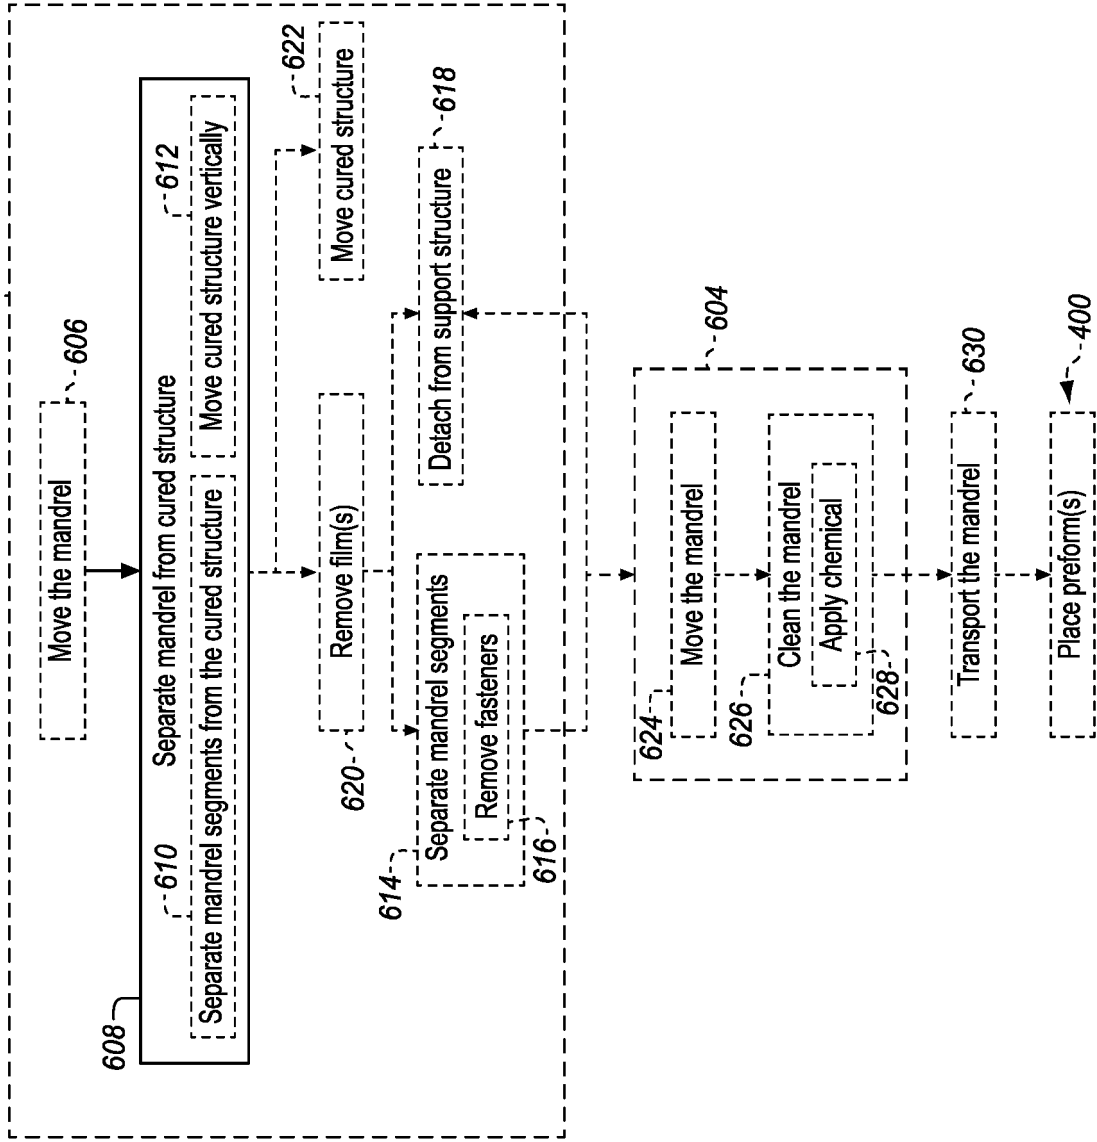 Move the mandrel
606
608
Separate mandrel from cured structure
610
Separate mandrel segments from the cured structure
612
Move cured structure vertically
620
Remove film(s)
622
Move cured structure
614
Separate mandrel segments
Remove fasteners
616
618
Detach from support structure
604
624
Move the mandrel
626
Clean the mandrel
Apply chemical
628
630
Transport the mandrel
400
Place preform(s)